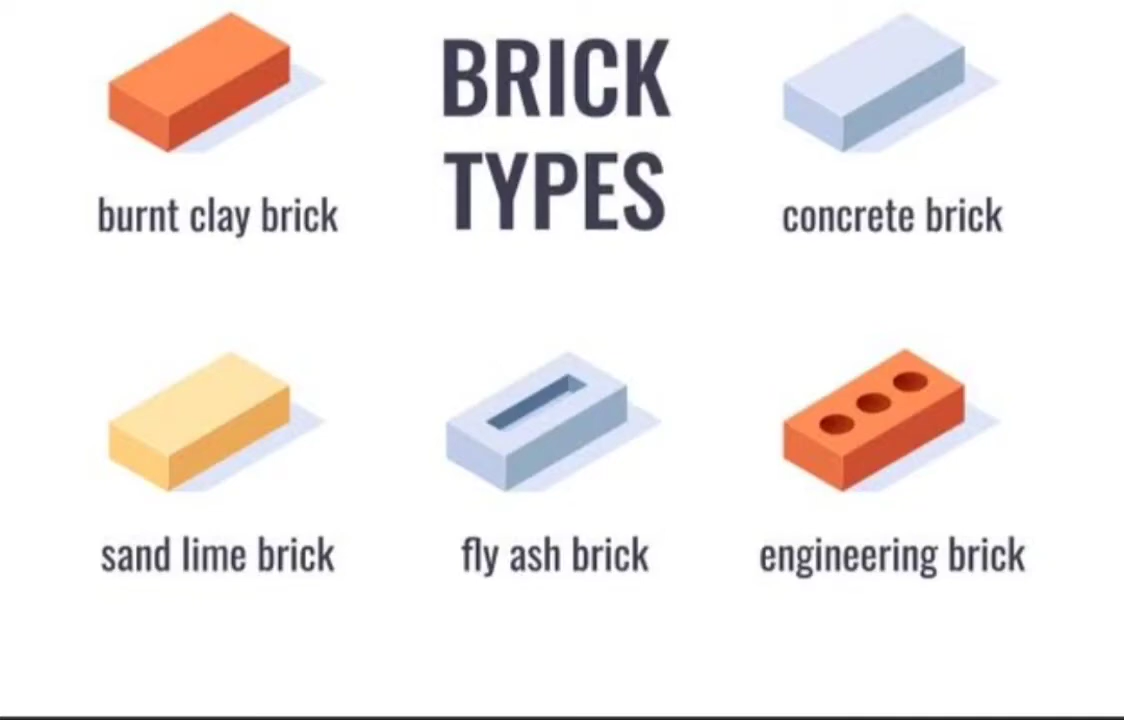 BRICK
TYPES
burnt clay brick
concrete brick
sand lime brick
fly ash brick
engineering brick